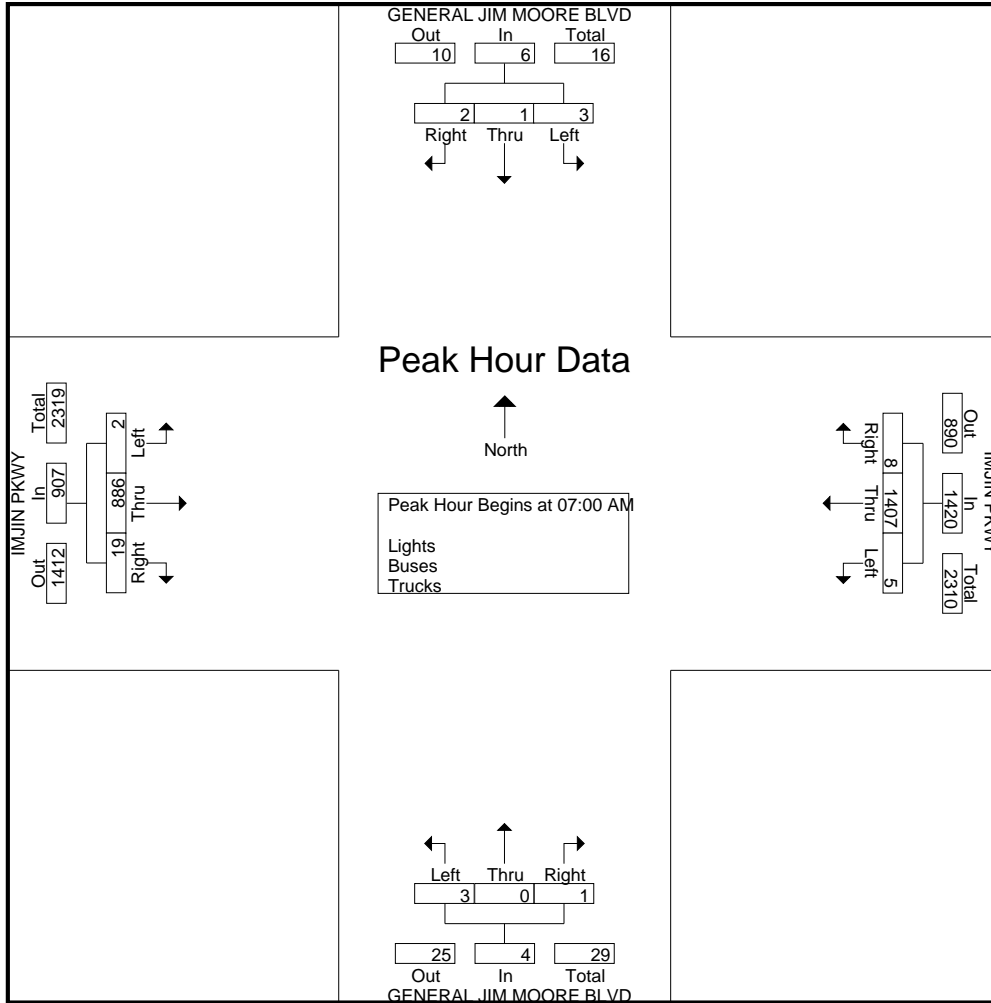 GENERAL JIM MOORE BLVD
Out In Total
10 6 16
2 1 3
Right Thru Left
Peak Hour Data
North
Peak Hour Begins at 07:00 AM
Lights
Buses
Trucks
IMJIN PKWY
Total In Out
2319 907 1412
2 886 19
Left Thru Right
IMJIN PKWY
Out In Total
890 1420 2310
8 1407 5
Right Thru Left
Left Thru Right
3 0 1
25 4 29
Out In Total
GENERAL JIM MOORE BLVD